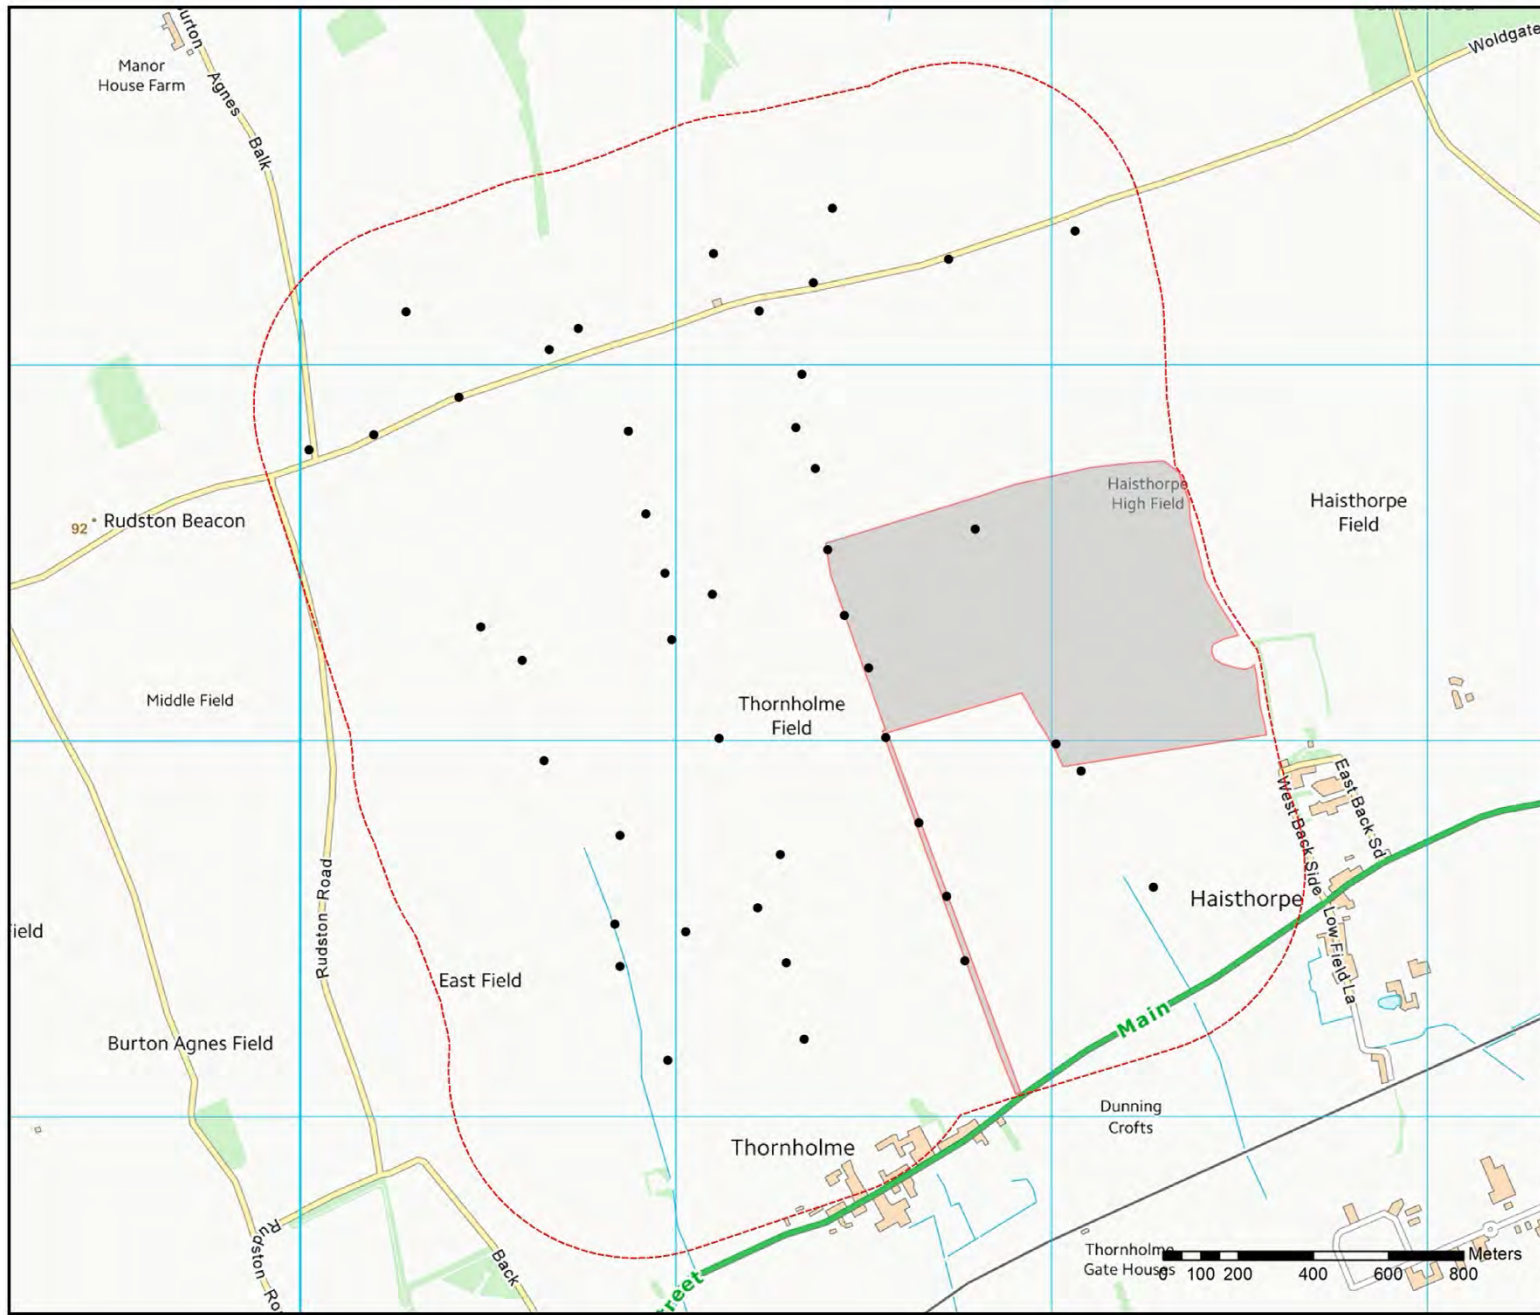 Manor
House Farm
Agnes
Balk
Woldgate
Haisthorpe
High Field
Haisthorpe
Field
92
Rudston Beacon
Middle Field
Thornholme
Field
East Back Sd
West Back Side
Low Field La
Haisthorpe
Rudston Road
East Field
Burton Agnes Field
Main
Dunning
Crofts
Thornholme
Back
Thornholme
Gate Houses
Meters
0 100 200 400 600 800